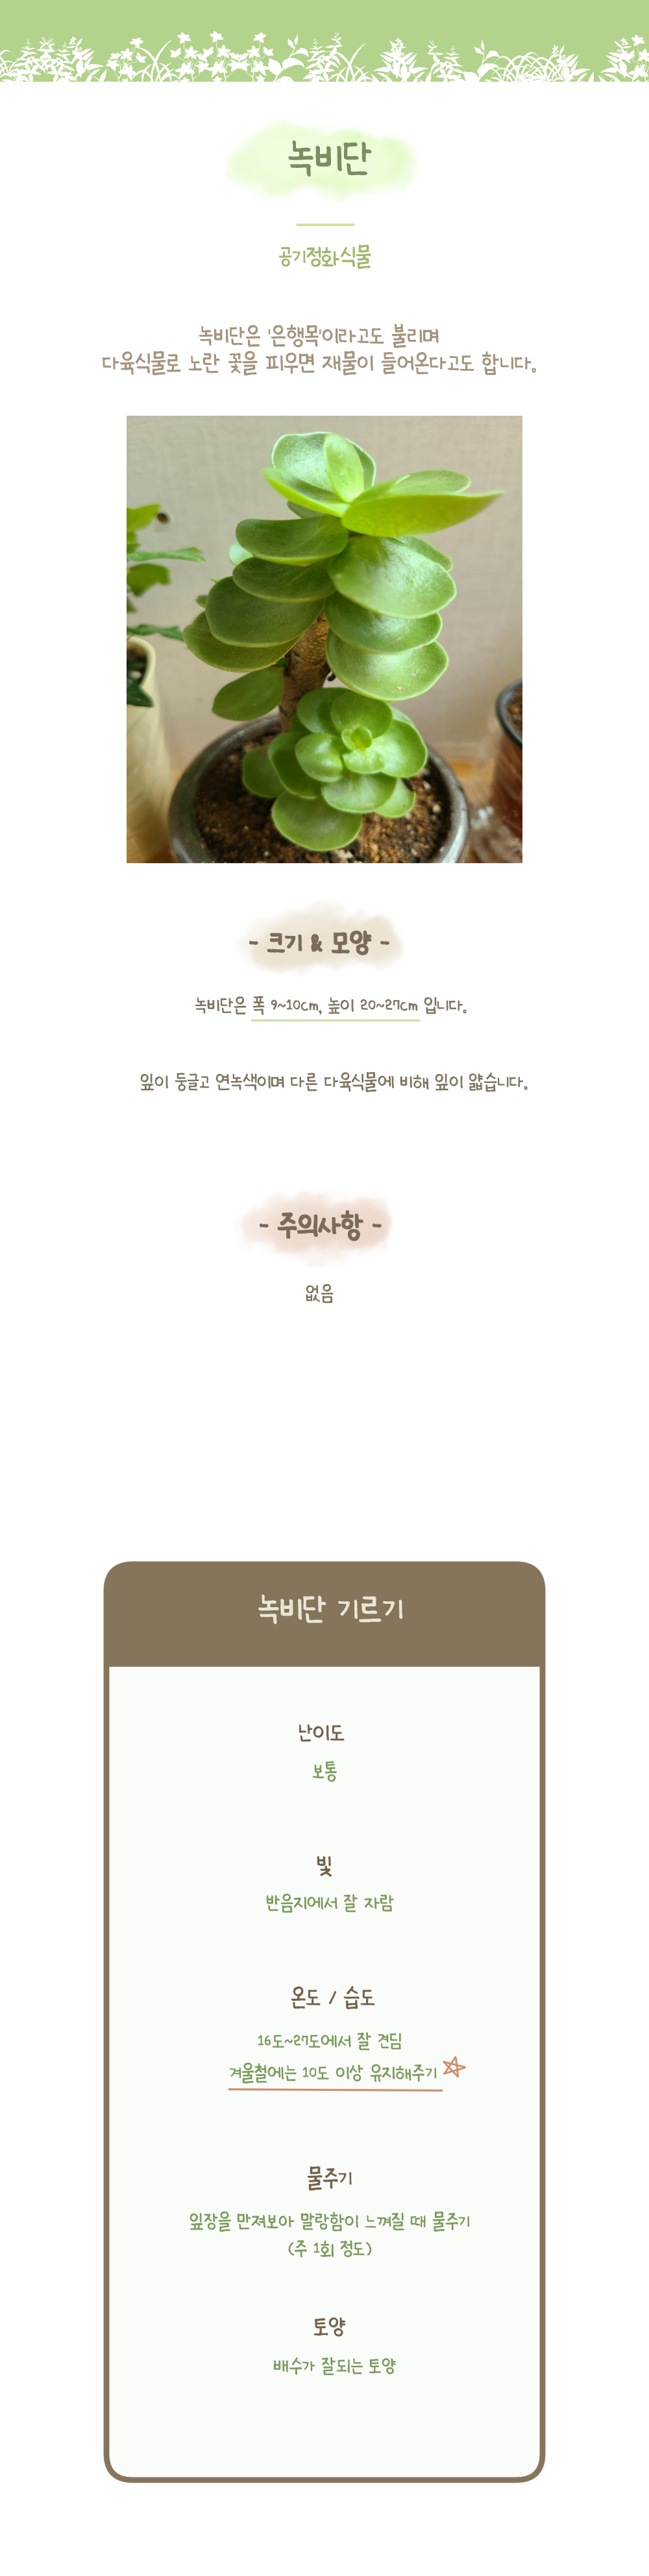 녹비단
공기정화식물
녹비단은 '은행목'이라고도 불리며
다육식물로 노란 꽃을 피우면 재물이 들어온다고도 합니다.
- 크기 & 모양 -
녹비단은 폭 9~10cm, 높이 20~27cm 입니다.
잎이 둥글고 연녹색이며 다른 다육식물에 비해 잎이 얇습니다.
- 주의사항 -
없음
녹비단 기르기
난이도
보통
빛
반음지에서 잘 자람
온도 / 습도
16도~27도에서 잘 견딤
겨울철에는 10도 이상 유지해주기
물주기
잎장을 만져보아 말랑함이 느껴질 때 물주기
(주 1회 정도)
토양
배수가 잘되는 토양